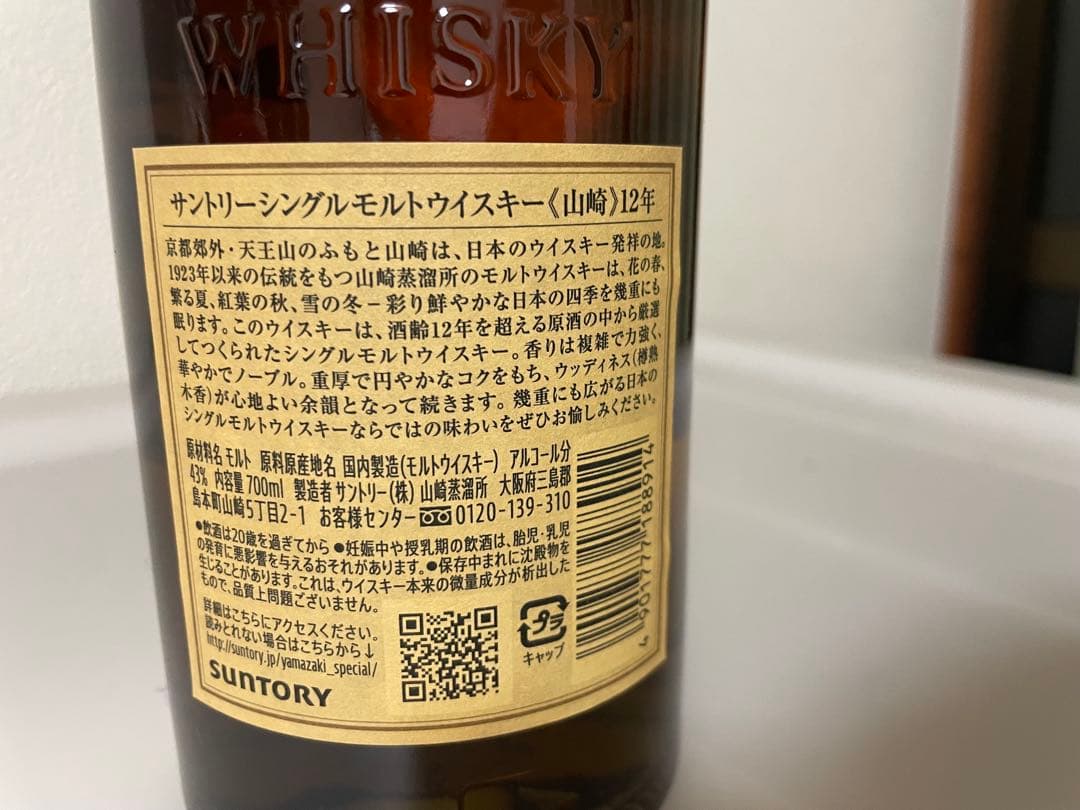 WHISKY
サントリーシングルモルトウイスキー《山崎》12年
京都郊外・天王山のふもと山崎は、日本のウイスキー発祥の地。
1923年以来の伝統をもつ山崎蒸溜所のモルトウイスキーは、花の春、
繁る夏、紅葉の秋、雪の冬−彩り鮮やかな日本の四季を幾重にも
眠ります。このウイスキーは、酒齢12年を超える原酒の中から厳選
してつくられたシングルモルトウイスキー。香りは複雑で力強く、
華やかでノーブル。重厚で円やかなコクをもち、ウッディネス(樽熟
木香)が心地よい余韻となって続きます。幾重にも広がる日本の
シングルモルトウイスキーならではの味わいをぜひお愉しみください。
原材料名 モルト 原料原産地名 国内製造(モルトウイスキー) アルコール分
43% 内容量 700ml 製造者 サントリー(株) 山崎蒸溜所 大阪府三島郡
島本町山崎5丁目2-1 お客様センター 0120-139-310
●飲酒は20歳を過ぎてから ●妊娠中や授乳期の飲酒は、胎児・乳児
の発育に悪影響を与えるおそれがあります。●保存中まれに沈殿物を
生じることがあります。これは、ウイスキー本来の微量成分が析出した
もので、品質上問題ございません。
詳細はこちらにアクセスください。
読みとれない場合はこちらから↓
http://suntory.jp/yamazaki_special/
SUNTORY
プラ
キャップ
4 901777 188914